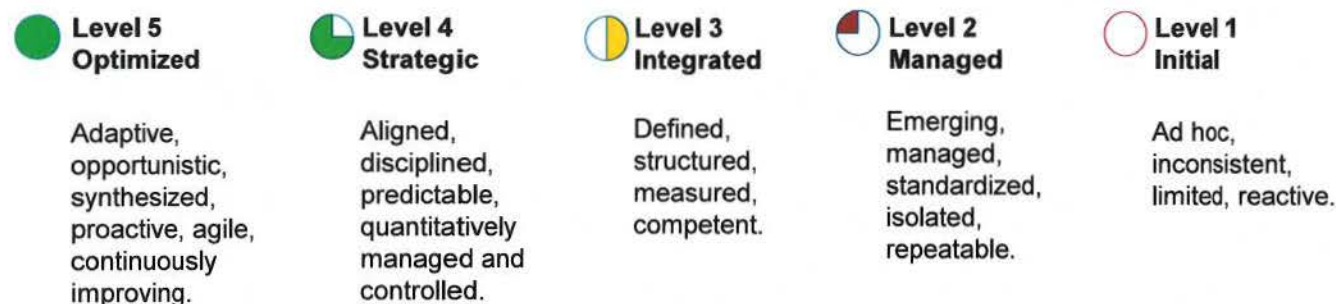 Level 5
Optimized
Adaptive,
opportunistic,
synthesized,
proactive, agile,
continuously
improving.
Level 4
Strategic
Aligned,
disciplined,
predictable,
quantitatively
managed and
controlled.
Level 3
Integrated
Defined,
structured,
measured,
competent.
Level 2
Managed
Emerging,
managed,
standardized,
isolated,
repeatable.
Level 1
Initial
Ad hoc,
inconsistent,
limited, reactive.